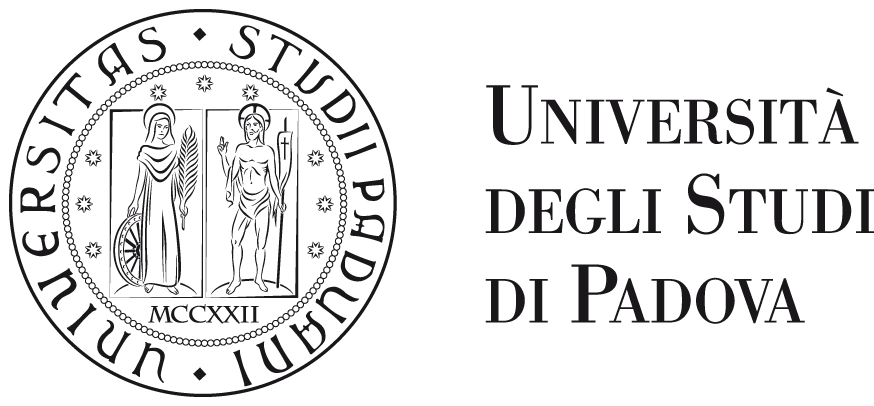 UNIVERSITAS STUDII PADUANI
MCCXXII
UNIVERSITÀ
DEGLI STUDI
DI PADOVA